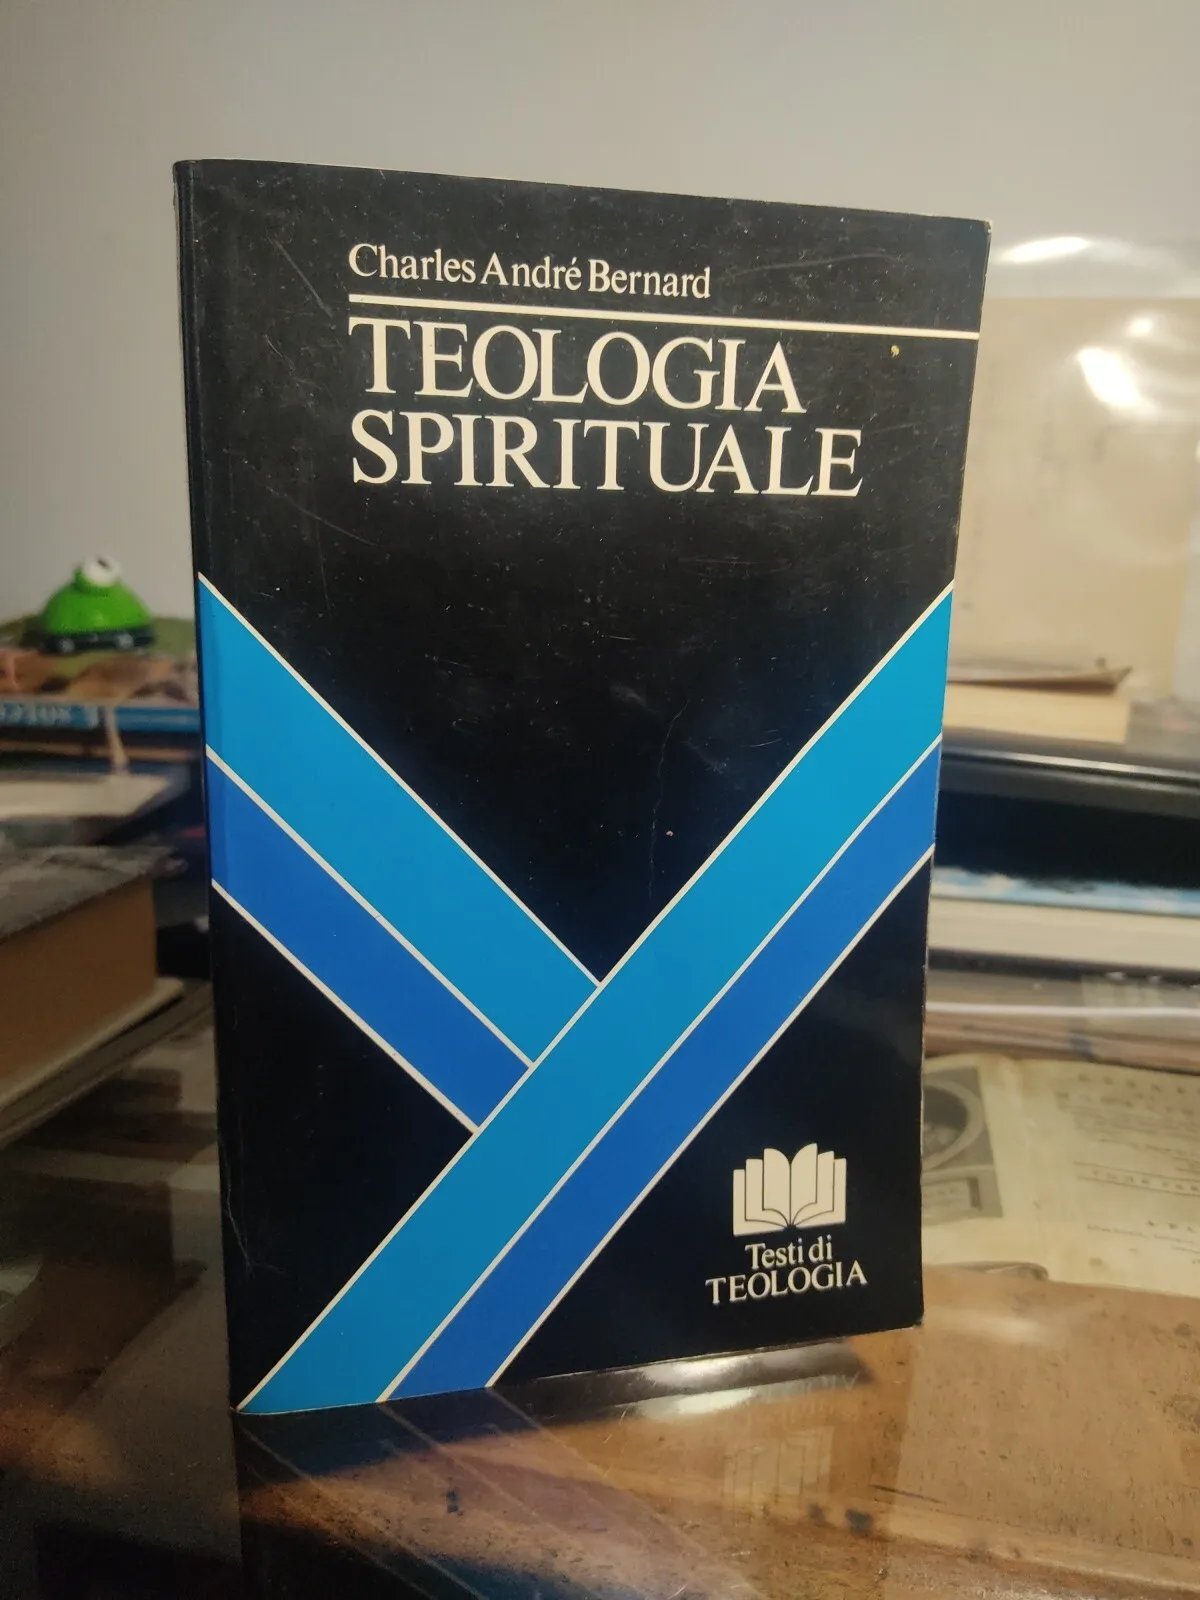 Charles André Bernard
TEOLOGIA
SPIRITUALE
Testi di
TEOLOGIA